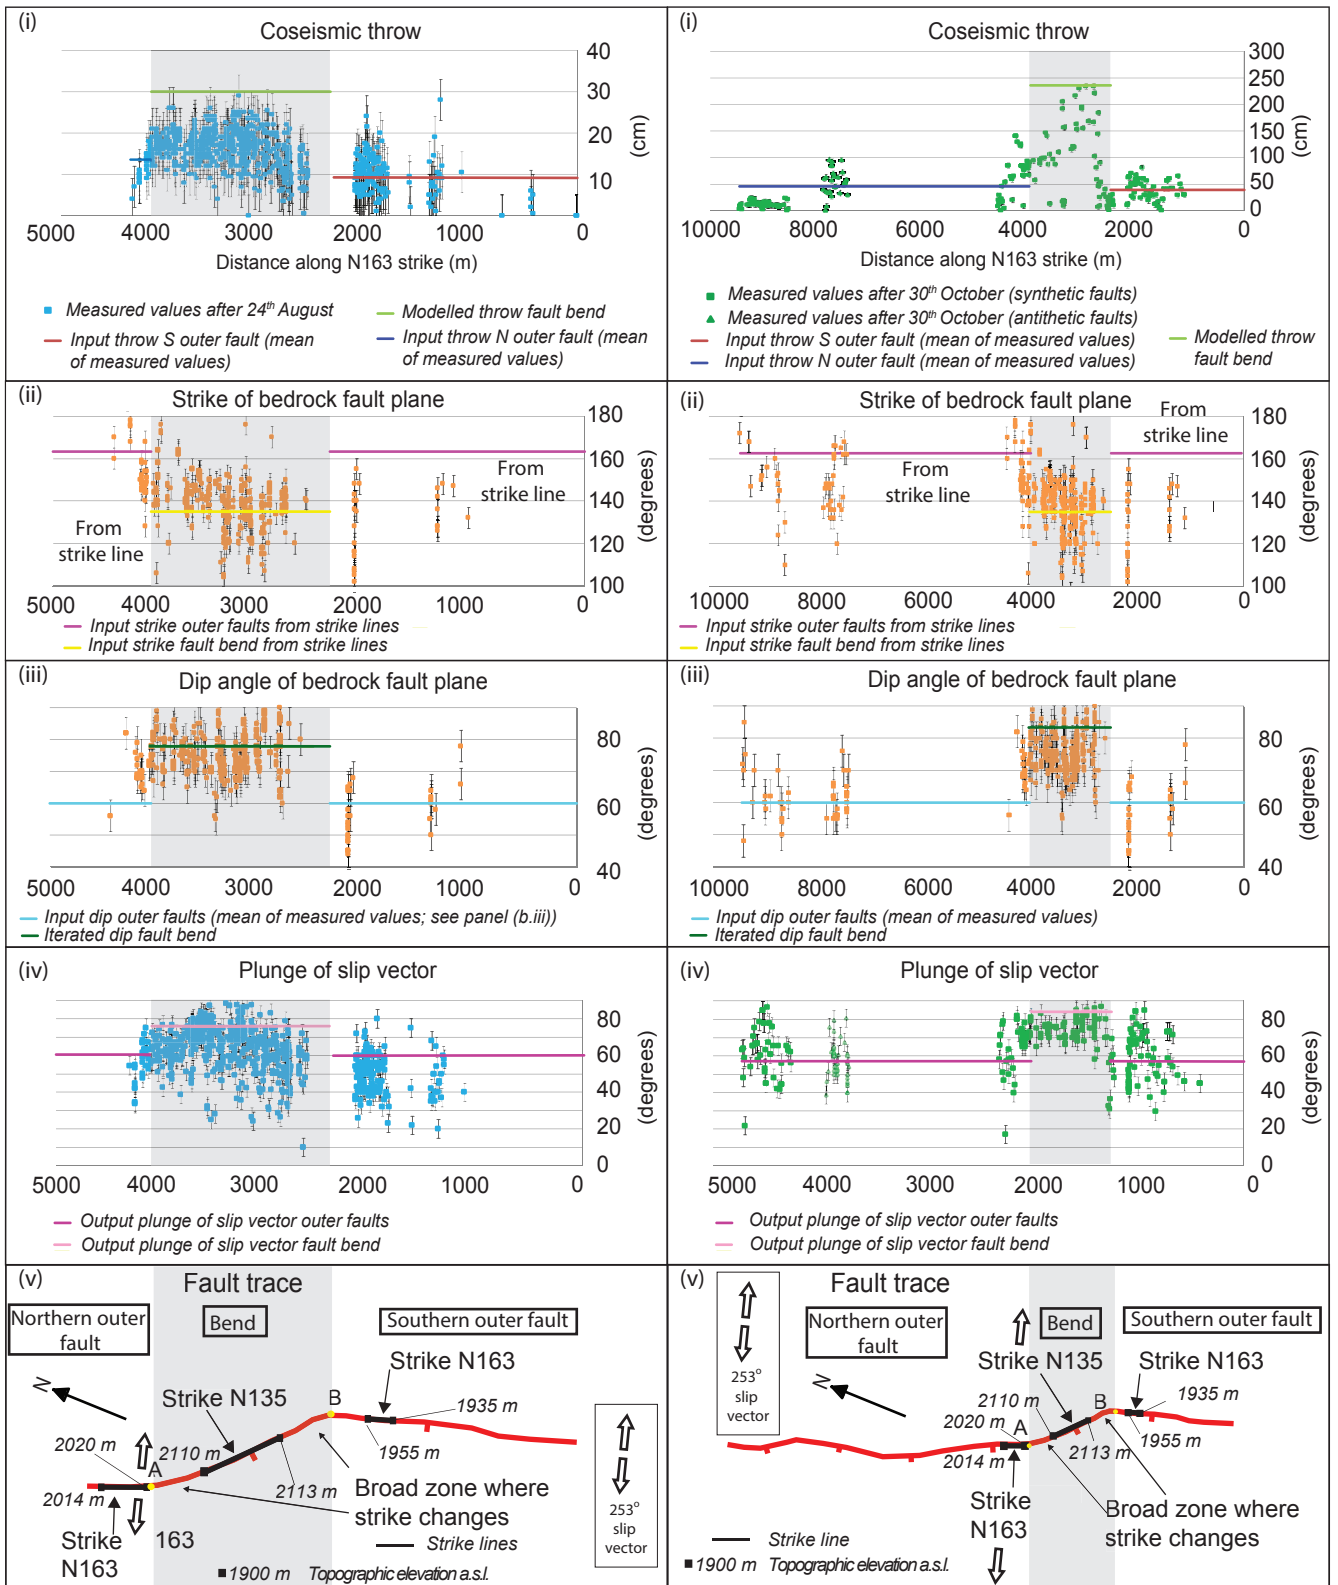 (i)
Coseismic throw
40
30
20
10
(cm)
5000 4000 3000 2000 1000 0
Distance along N163 strike (m)
Measured values after 24th August
Modelled throw fault bend
Input throw S outer fault (mean of measured values)
Input throw N outer fault (mean of measured values)
(i)
Coseismic throw
300
250
200
150
100
50
0
(cm)
10000 8000 6000 4000 2000 0
Distance along N163 strike (m)
Measured values after 30th October (synthetic faults)
Measured values after 30th October (antithetic faults)
Input throw S outer fault (mean of measured values)
Input throw N outer fault (mean of measured values)
Modelled throw fault bend
(ii)
Strike of bedrock fault plane
180
160
140
120
100
(degrees)
From strike line
From strike line
5000 4000 3000 2000 1000 0
Input strike outer faults from strike lines
Input strike fault bend from strike lines
(ii)
Strike of bedrock fault plane
From strike line
From strike line
180
160
140
120
100
(degrees)
10000 8000 6000 4000 2000 0
Input strike outer faults from strike lines
Input strike fault bend from strike lines
(iii)
Dip angle of bedrock fault plane
80
60
40
(degrees)
5000 4000 3000 2000 1000 0
Input dip outer faults (mean of measured values; see panel (b.iii))
Iterated dip fault bend
(iii)
Dip angle of bedrock fault plane
80
60
40
(degrees)
10000 8000 6000 4000 2000 0
Input dip outer faults (mean of measured values)
Iterated dip fault bend
(iv)
Plunge of slip vector
80
60
40
20
0
(degrees)
5000 4000 3000 2000 1000 0
Output plunge of slip vector outer faults
Output plunge of slip vector fault bend
(iv)
Plunge of slip vector
80
60
40
20
0
(degrees)
5000 4000 3000 2000 1000 0
Output plunge of slip vector outer faults
Output plunge of slip vector fault bend
(v)
Fault trace
Northern outer fault
Bend
Southern outer fault
N
Strike N135
Strike N163
B
1935 m
2020 m
A
2110 m
1955 m
2014 m
2113 m
Broad zone where strike changes
Strike N163
163
Strike lines
1900 m Topographic elevation a.s.l.
253o slip vector
(v)
Fault trace
253o slip vector
Northern outer fault
Bend
Southern outer fault
N
Strike N135
Strike N163
2110 m
B
1935 m
2020 m
A
2014 m
2113 m
1955 m
Strike N163
Broad zone where strike changes
Strike line
1900 m Topographic elevation a.s.l.